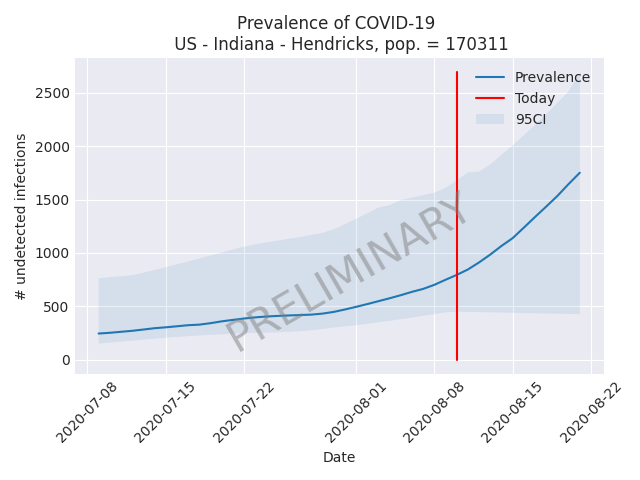 Prevalence of COVID-19
US - Indiana - Hendricks, pop. = 170311
Prevalence
Today
95CI
2500
2000
1500
1000
500
0
# undetected infections
PRELIMINARY
2020-07-08
2020-07-15
2020-07-22
2020-08-01
2020-08-08
2020-08-15
2020-08-22
Date